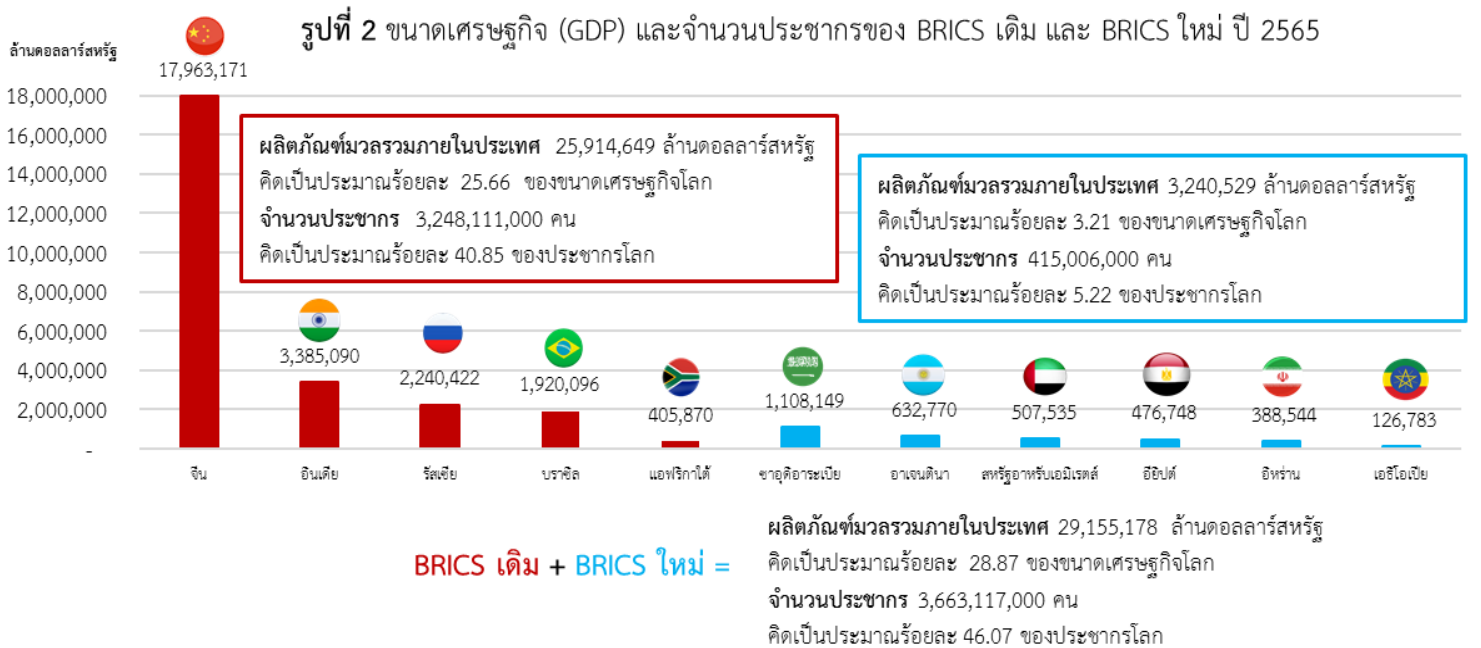 รูปที่ 2 ขนาดเศรษฐกิจ (GDP) และจำนวนประชากรของ BRICS เดิม และ BRICS ใหม่ ปี 2565
ล้านดอลลาร์สหรัฐ
17,963,171
18,000,000
16,000,000
14,000,000
12,000,000
10,000,000
8,000,000
6,000,000
4,000,000
2,000,000
-
ผลิตภัณฑ์มวลรวมภายในประเทศ 25,914,649 ล้านดอลลาร์สหรัฐ
คิดเป็นประมาณร้อยละ 25.66 ของขนาดเศรษฐกิจโลก
จำนวนประชากร 3,248,111,000 คน
คิดเป็นประมาณร้อยละ 40.85 ของประชากรโลก
ผลิตภัณฑ์มวลรวมภายในประเทศ 3,240,529 ล้านดอลลาร์สหรัฐ
คิดเป็นประมาณร้อยละ 3.21 ของขนาดเศรษฐกิจโลก
จำนวนประชากร 415,006,000 คน
คิดเป็นประมาณร้อยละ 5.22 ของประชากรโลก
3,385,090
2,240,422
1,920,096
405,870
1,108,149
632,770
507,535
476,748
388,544
126,783
จีน
อินเดีย
รัสเซีย
บราซิล
แอฟริกาใต้
ซาอุดิอาระเบีย
อาเจนตินา
สหรัฐอาหรับเอมิเรตส์
อียิปต์
อิหร่าน
เอธิโอเปีย
BRICS เดิม + BRICS ใหม่ =
ผลิตภัณฑ์มวลรวมภายในประเทศ 29,155,178 ล้านดอลลาร์สหรัฐ
คิดเป็นประมาณร้อยละ 28.87 ของขนาดเศรษฐกิจโลก
จำนวนประชากร 3,663,117,000 คน
คิดเป็นประมาณร้อยละ 46.07 ของประชากรโลก